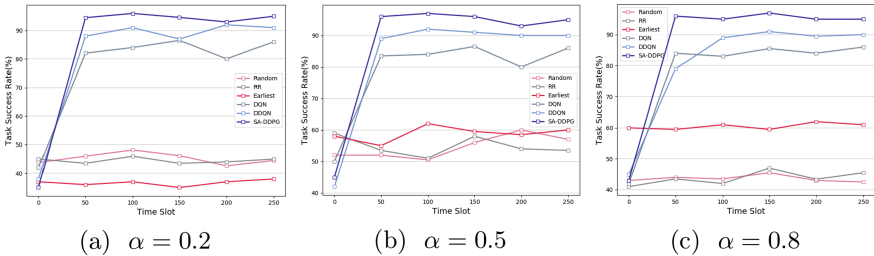 Task Success Rate(%)
90
80
70
60
50
40
0
50
100
150
200
250
Time Slot
Random
RR
Earliest
DQN
DDQN
SA-DDPG
(a) α = 0.2
Task Success Rate(%)
100
90
80
70
60
50
40
0
50
100
150
200
250
Time Slot
Random
RR
Earliest
DQN
DDQN
SA-DDPG
(b) α = 0.5
Task Success Rate(%)
90
80
70
60
50
40
0
50
100
150
200
250
Time Slot
Random
RR
Earliest
DQN
DDQN
SA-DDPG
(c) α = 0.8